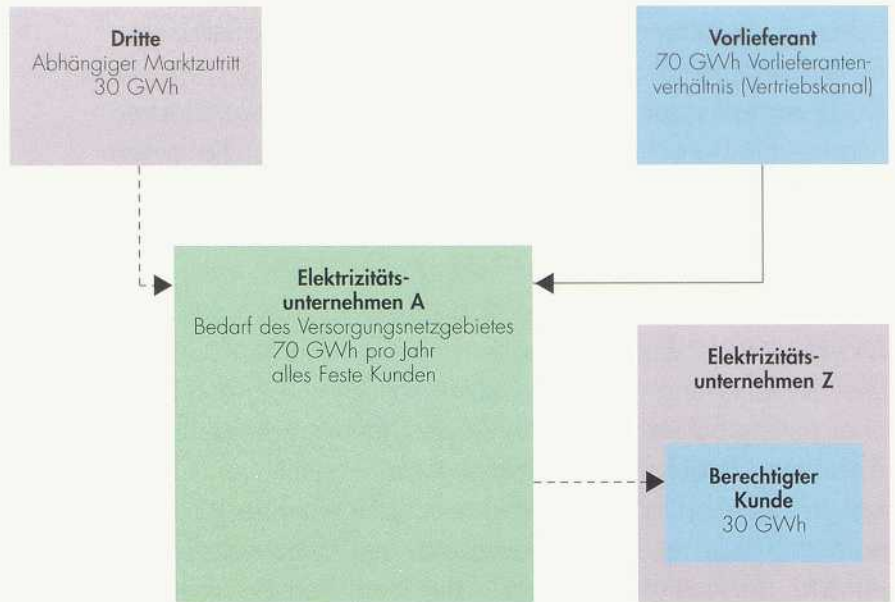 Dritte
Abhängiger Marktzutritt
30 GWh
Vorlieferant
70 GWh Vorlieferanten-
verhältnis (Vertriebskanal)
Elektrizitäts-
unternehmen A
Bedarf des Versorgungsnetzgebietes
70 GWh pro Jahr
alles Feste Kunden
Elektrizitäts-
unternehmen Z
Berechtigter
Kunde
30 GWh